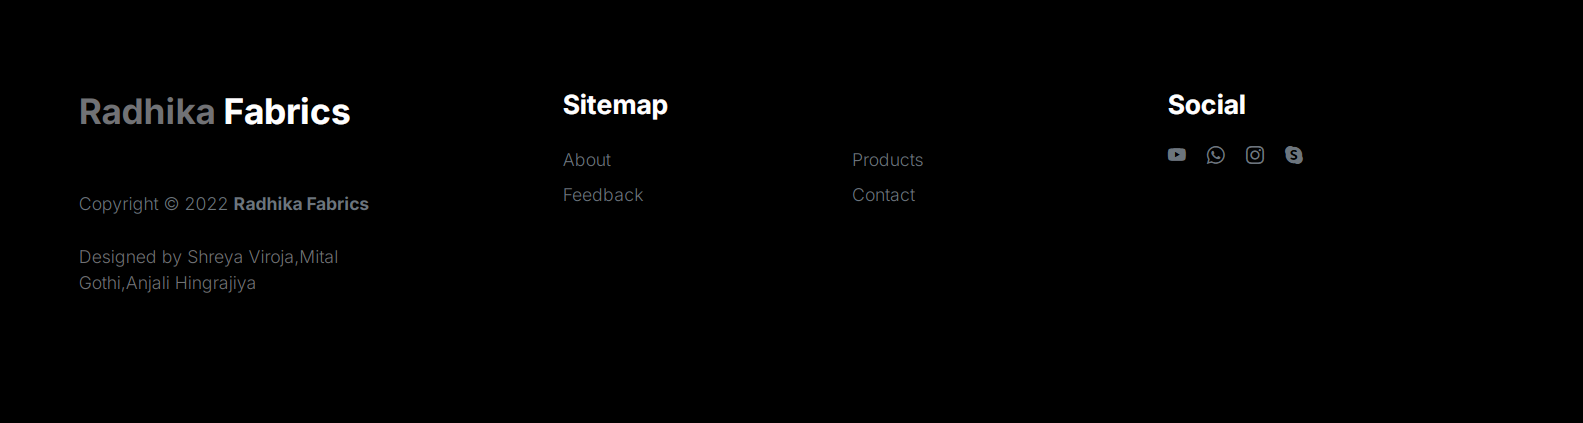 Radhika Fabrics
Copyright © 2022 Radhika Fabrics
Designed by Shreya Viroja,Mital
Gothi,Anjali Hingrajiya
Sitemap
About
Feedback
Products
Contact
Social